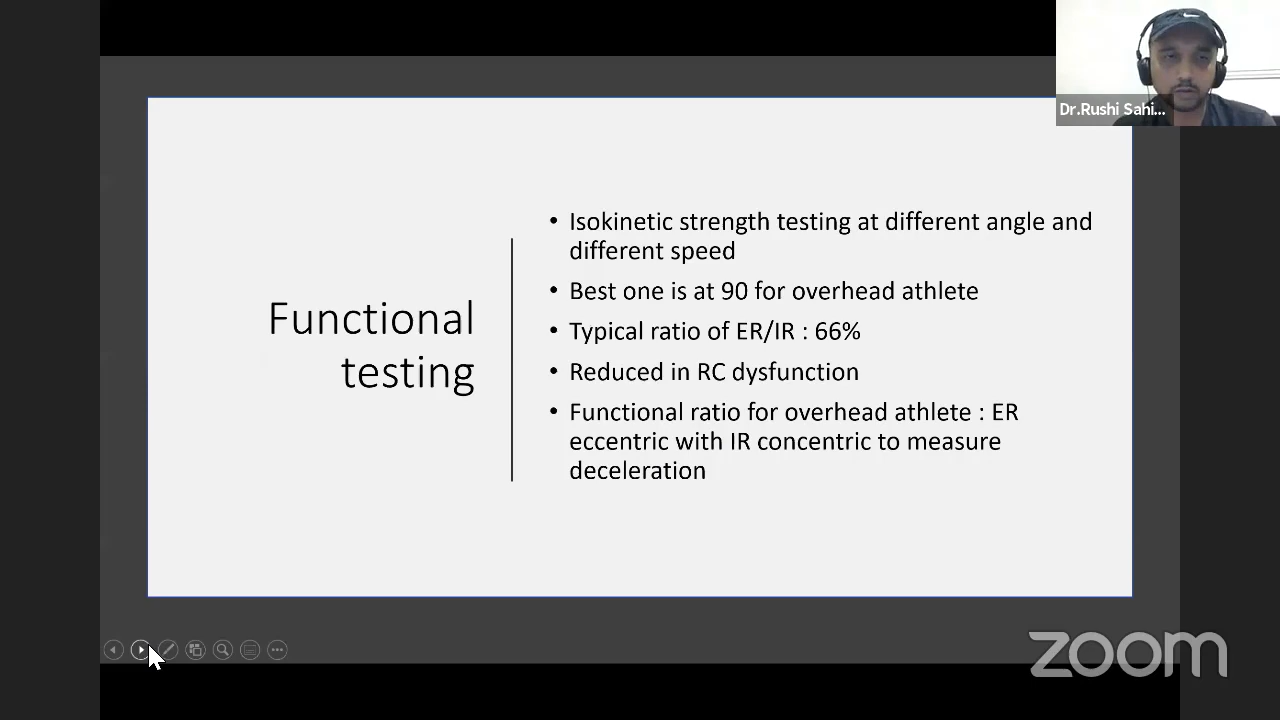 Dr.Rushi Sahi...
Functional
testing
• Isokinetic strength testing at different angle and
different speed
• Best one is at 90 for overhead athlete
• Typical ratio of ER/IR : 66%
• Reduced in RC dysfunction
• Functional ratio for overhead athlete : ER
eccentric with IR concentric to measure
deceleration
zoom